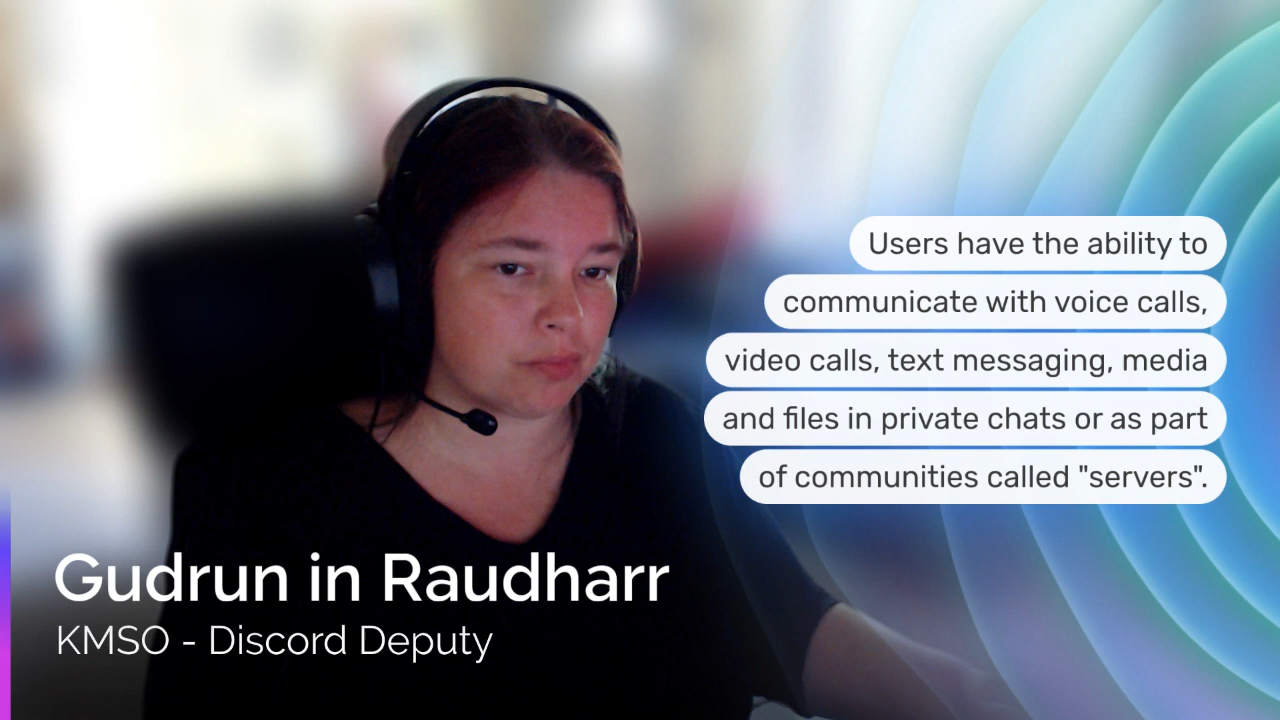 Users have the ability to
communicate with voice calls,
video calls, text messaging, media
and files in private chats or as part
of communities called "servers".
Gudrun in Raudharr
KMSO - Discord Deputy